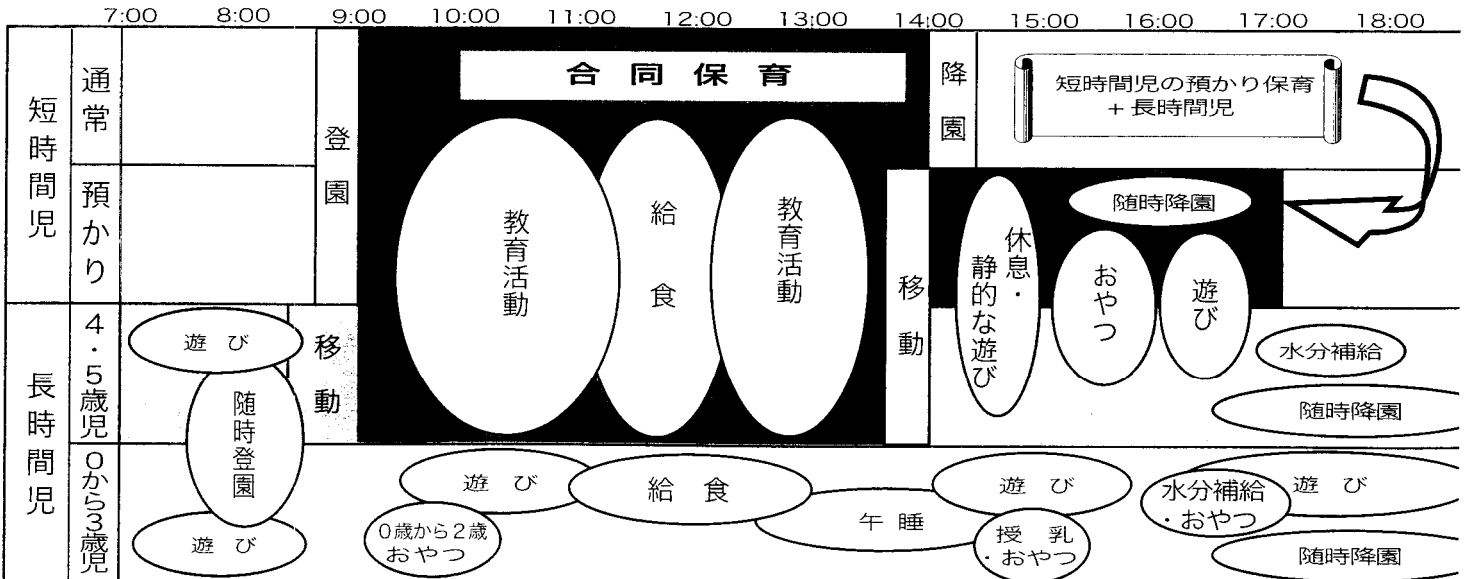 7:00 8:00 9:00 10:00 11:00 12:00 13:00 14:00 15:00 16:00 17:00 18:00
短時間児
通常
登園
合同保育
降園
短時間児の預かり保育
＋長時間児
預かり
教育活動
給食
教育活動
移動
休息・
静的な遊び
随時降園
おやつ
遊び
長時間児
4・5歳児
遊び
随時登園
移動
水分補給
随時降園
0から3歳児
遊び
遊び
0歳から2歳
おやつ
給食
午睡
遊び
授乳
・おやつ
水分補給
・おやつ
遊び
随時降園